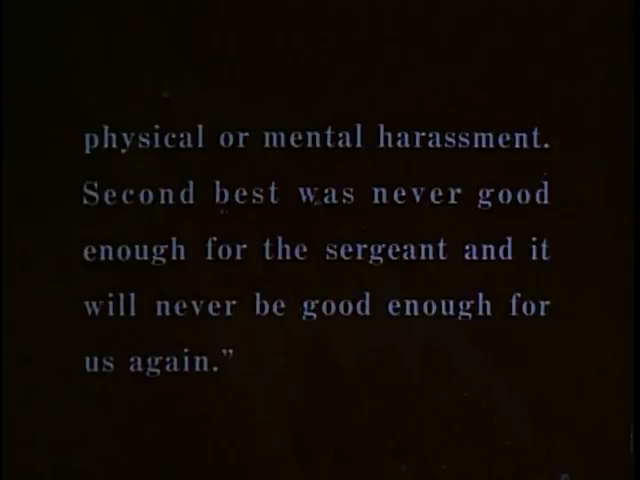 physical or mental harassment.
Second best was never good
enough for the sergeant and it
will never be good enough for
us again.”